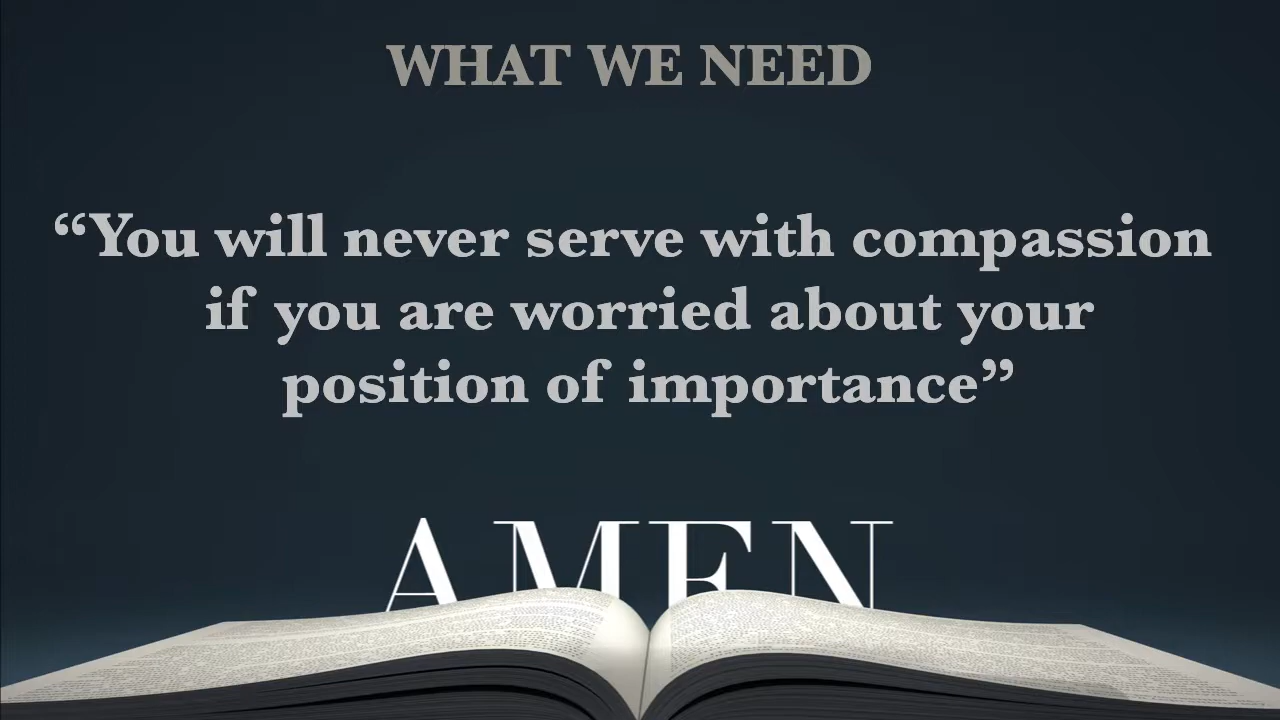 WHAT WE NEED
“You will never serve with compassion
if you are worried about your
position of importance”
AMEN